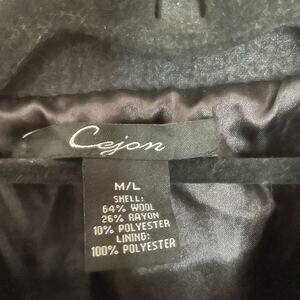 Cejon
M/L
SHELL:
64% WOOL
26% RAYON
10% POLYESTER
LINING:
100% POLYESTER